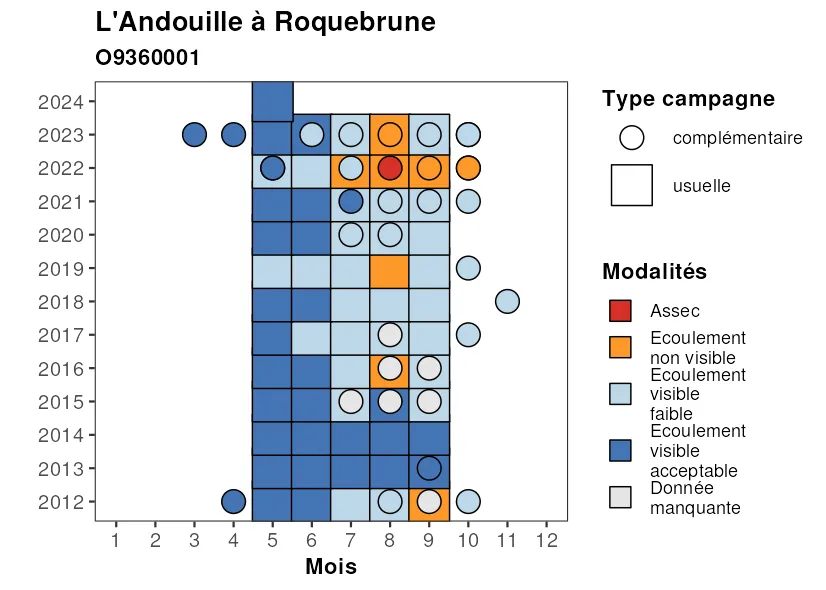 L'Andouille à Roquebrune
O9360001
2024
2023
2022
2021
2020
2019
2018
2017
2016
2015
2014
2013
2012
1 2 3 4 5 6 7 8 9 10 11 12
Mois
Type campagne
complémentaire
usuelle
Modalités
Assec
Ecoulement
non visible
Ecoulement
visible
faible
Ecoulement
visible
acceptable
Donnée
manquante